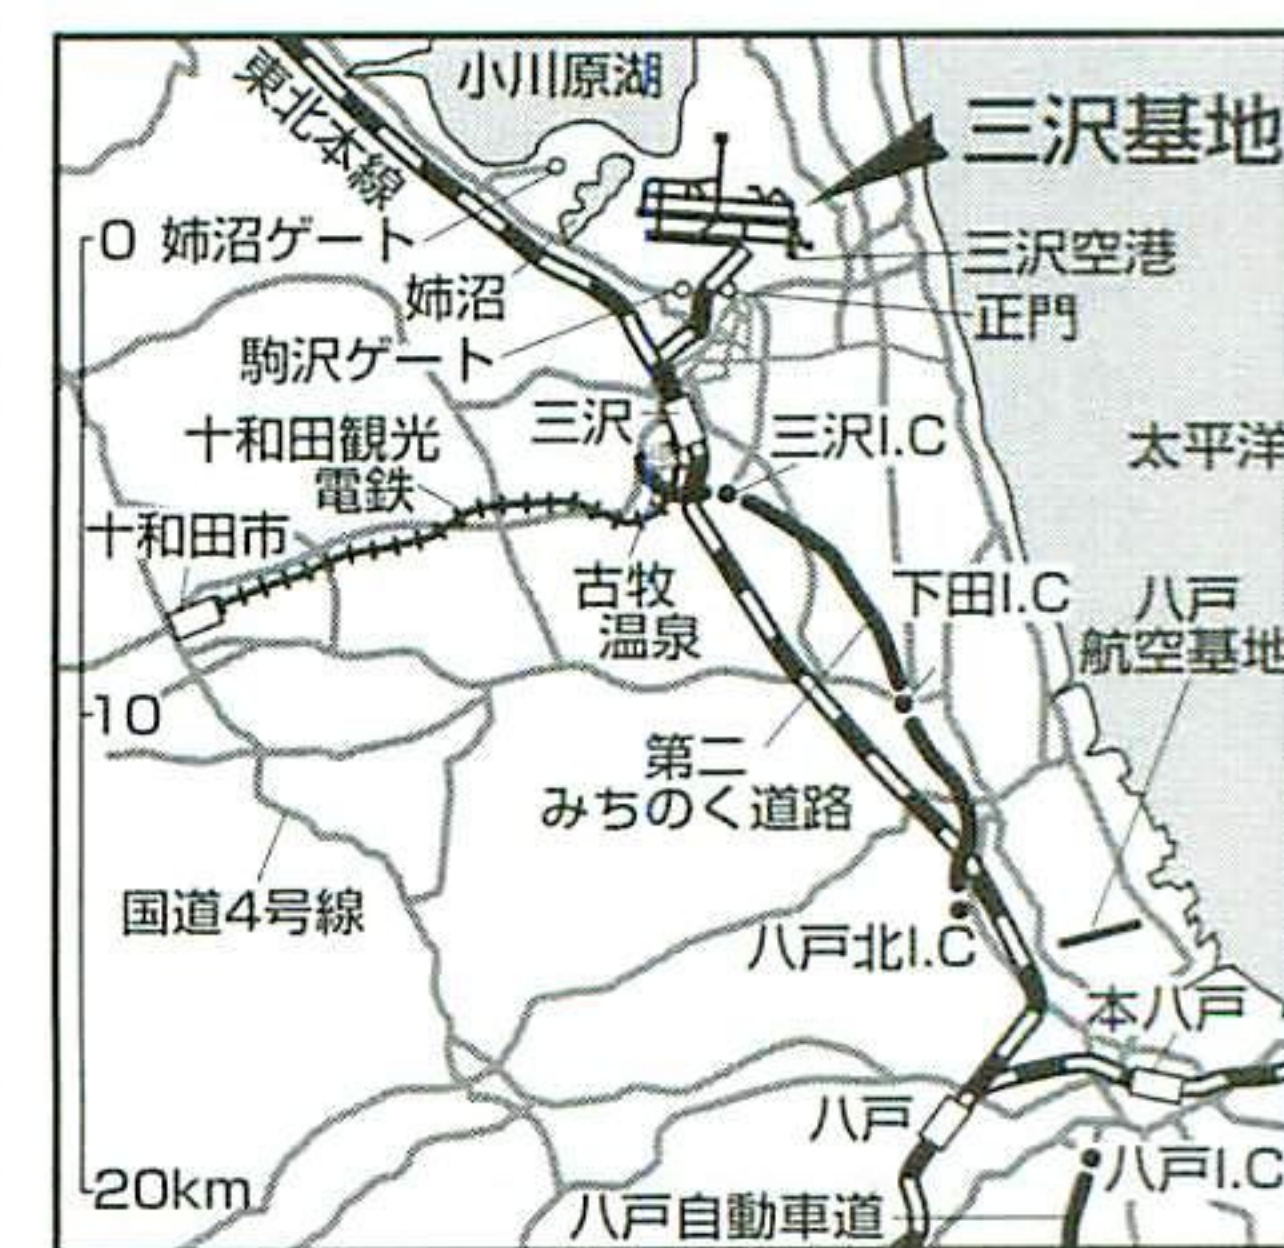 小川原湖
東北本線
三沢基地
0
姉沼ゲート
三沢空港
姉沼
正門
駒沢ゲート
三沢
三沢I.C
十和田観光
電鉄
太平洋
十和田市
古牧
温泉
下田I.C
八戸
航空基地
10
第二
みちのく道路
国道4号線
八戸北I.C
本八戸
八戸
八戸I.C
20km
八戸自動車道